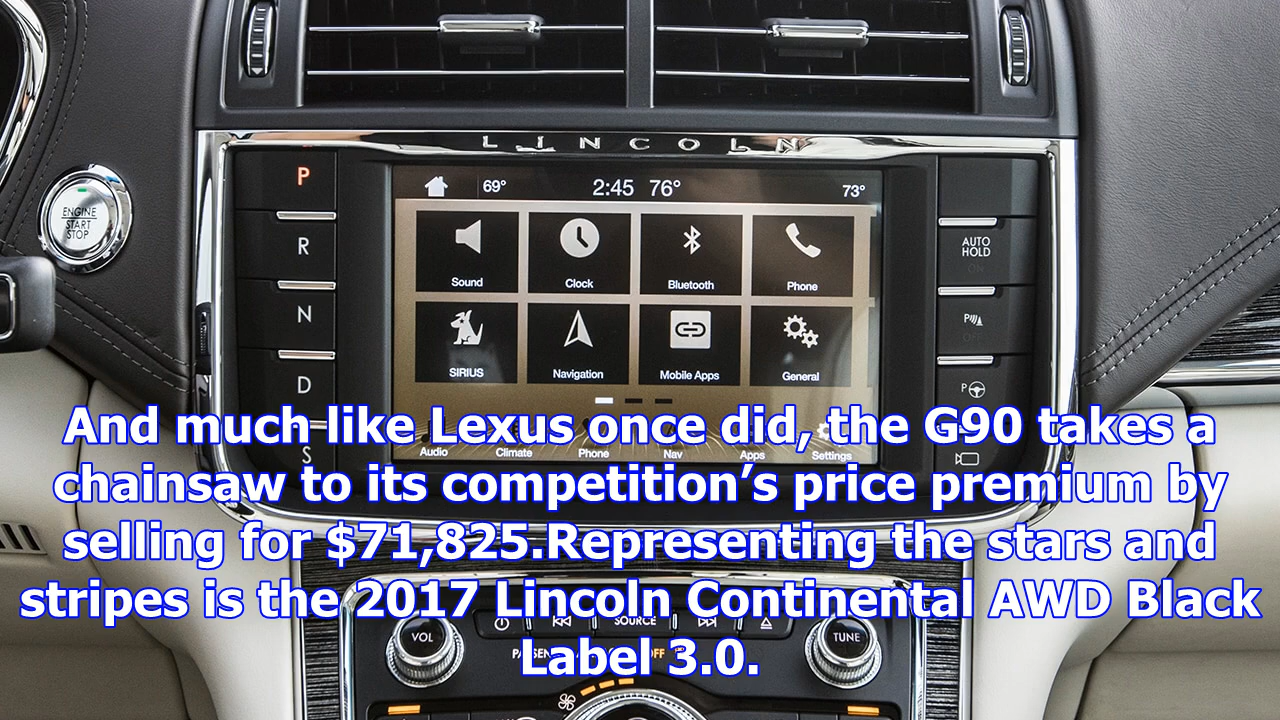 LINCOLN
P
R
N
D
S
ENGINE
START
STOP
69° 2:45 76° 73°
Sound Clock Bluetooth Phone
SIRIUS Navigation Mobile Apps General
Audio Climate Phone Nav Apps Settings
AUTO
HOLD
P
P
And much like Lexus once did, the G90 takes a
chainsaw to its competition’s price premium by
selling for $71,825.Representing the stars and
stripes is the 2017 Lincoln Continental AWD Black
Label 3.0.
VOL
SOURCE
TUNE
OFF